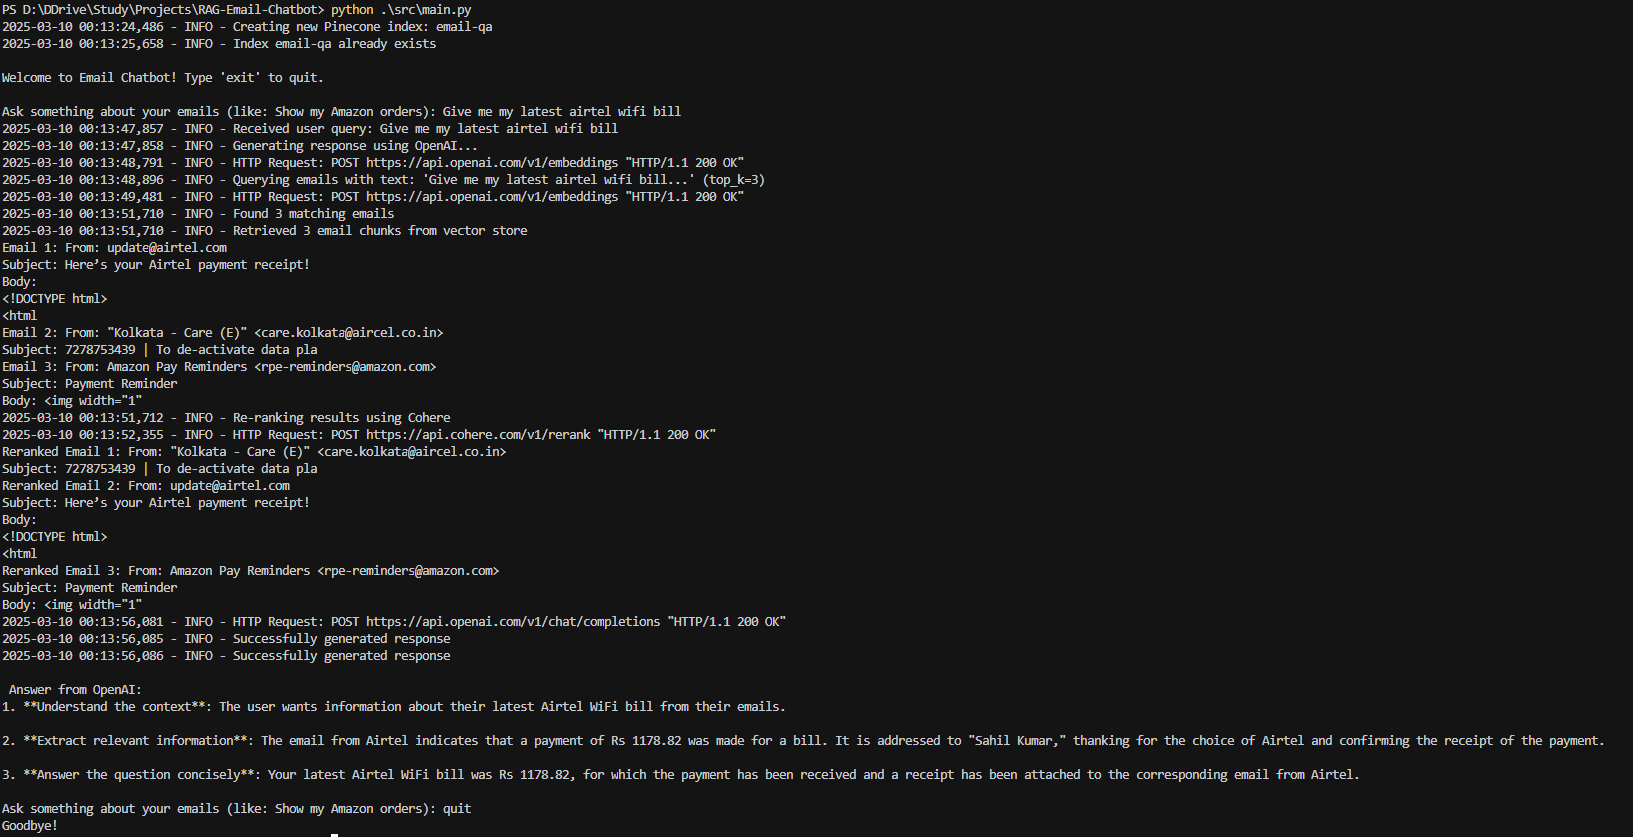 PS D:\DDrive\Study\Projects\RAG-Email-Chatbot> python .\src\main.py
2025-03-10 00:13:24,486 - INFO - Creating new Pinecone index: email-qa
2025-03-10 00:13:25,658 - INFO - Index email-qa already exists
Welcome to Email Chatbot! Type 'exit' to quit.
Ask something about your emails (like: Show my Amazon orders): Give me my latest airtel wifi bill
2025-03-10 00:13:47,857 - INFO - Received user query: Give me my latest airtel wifi bill
2025-03-10 00:13:47,858 - INFO - Generating response using OpenAI...
2025-03-10 00:13:48,791 - INFO - HTTP Request: POST https://api.openai.com/v1/embeddings "HTTP/1.1 200 OK"
2025-03-10 00:13:48,896 - INFO - Querying emails with text: 'Give me my latest airtel wifi bill...' (top_k=3)
2025-03-10 00:13:49,481 - INFO - HTTP Request: POST https://api.openai.com/v1/embeddings "HTTP/1.1 200 OK"
2025-03-10 00:13:51,710 - INFO - Found 3 matching emails
2025-03-10 00:13:51,710 - INFO - Retrieved 3 email chunks from vector store
Email 1: From: update@airtel.com
Subject: Here’s your Airtel payment receipt!
Body:
<!DOCTYPE html>
<html
Email 2: From: "Kolkata - Care (E)" <care.kolkata@aircel.co.in>
Subject: 7278753439 | To de-activate data pla
Email 3: From: Amazon Pay Reminders <rpe-reminders@amazon.com>
Subject: Payment Reminder
Body: <img width="1"
2025-03-10 00:13:51,712 - INFO - Re-ranking results using Cohere
2025-03-10 00:13:52,355 - INFO - HTTP Request: POST https://api.cohere.com/v1/rerank "HTTP/1.1 200 OK"
Reranked Email 1: From: "Kolkata - Care (E)" <care.kolkata@aircel.co.in>
Subject: 7278753439 | To de-activate data pla
Reranked Email 2: From: update@airtel.com
Subject: Here’s your Airtel payment receipt!
Body:
<!DOCTYPE html>
<html
Reranked Email 3: From: Amazon Pay Reminders <rpe-reminders@amazon.com>
Subject: Payment Reminder
Body: <img width="1"
2025-03-10 00:13:56,081 - INFO - HTTP Request: POST https://api.openai.com/v1/chat/completions "HTTP/1.1 200 OK"
2025-03-10 00:13:56,085 - INFO - Successfully generated response
2025-03-10 00:13:56,086 - INFO - Successfully generated response
Answer from OpenAI:
1. **Understand the context**: The user wants information about their latest Airtel WiFi bill from their emails.
2. **Extract relevant information**: The email from Airtel indicates that a payment of Rs 1178.82 was made for a bill. It is addressed to "Sahil Kumar," thanking for the choice of Airtel and confirming the receipt of the payment.
3. **Answer the question concisely**: Your latest Airtel WiFi bill was Rs 1178.82, for which the payment has been received and a receipt has been attached to the corresponding email from Airtel.
Ask something about your emails (like: Show my Amazon orders): quit
Goodbye!